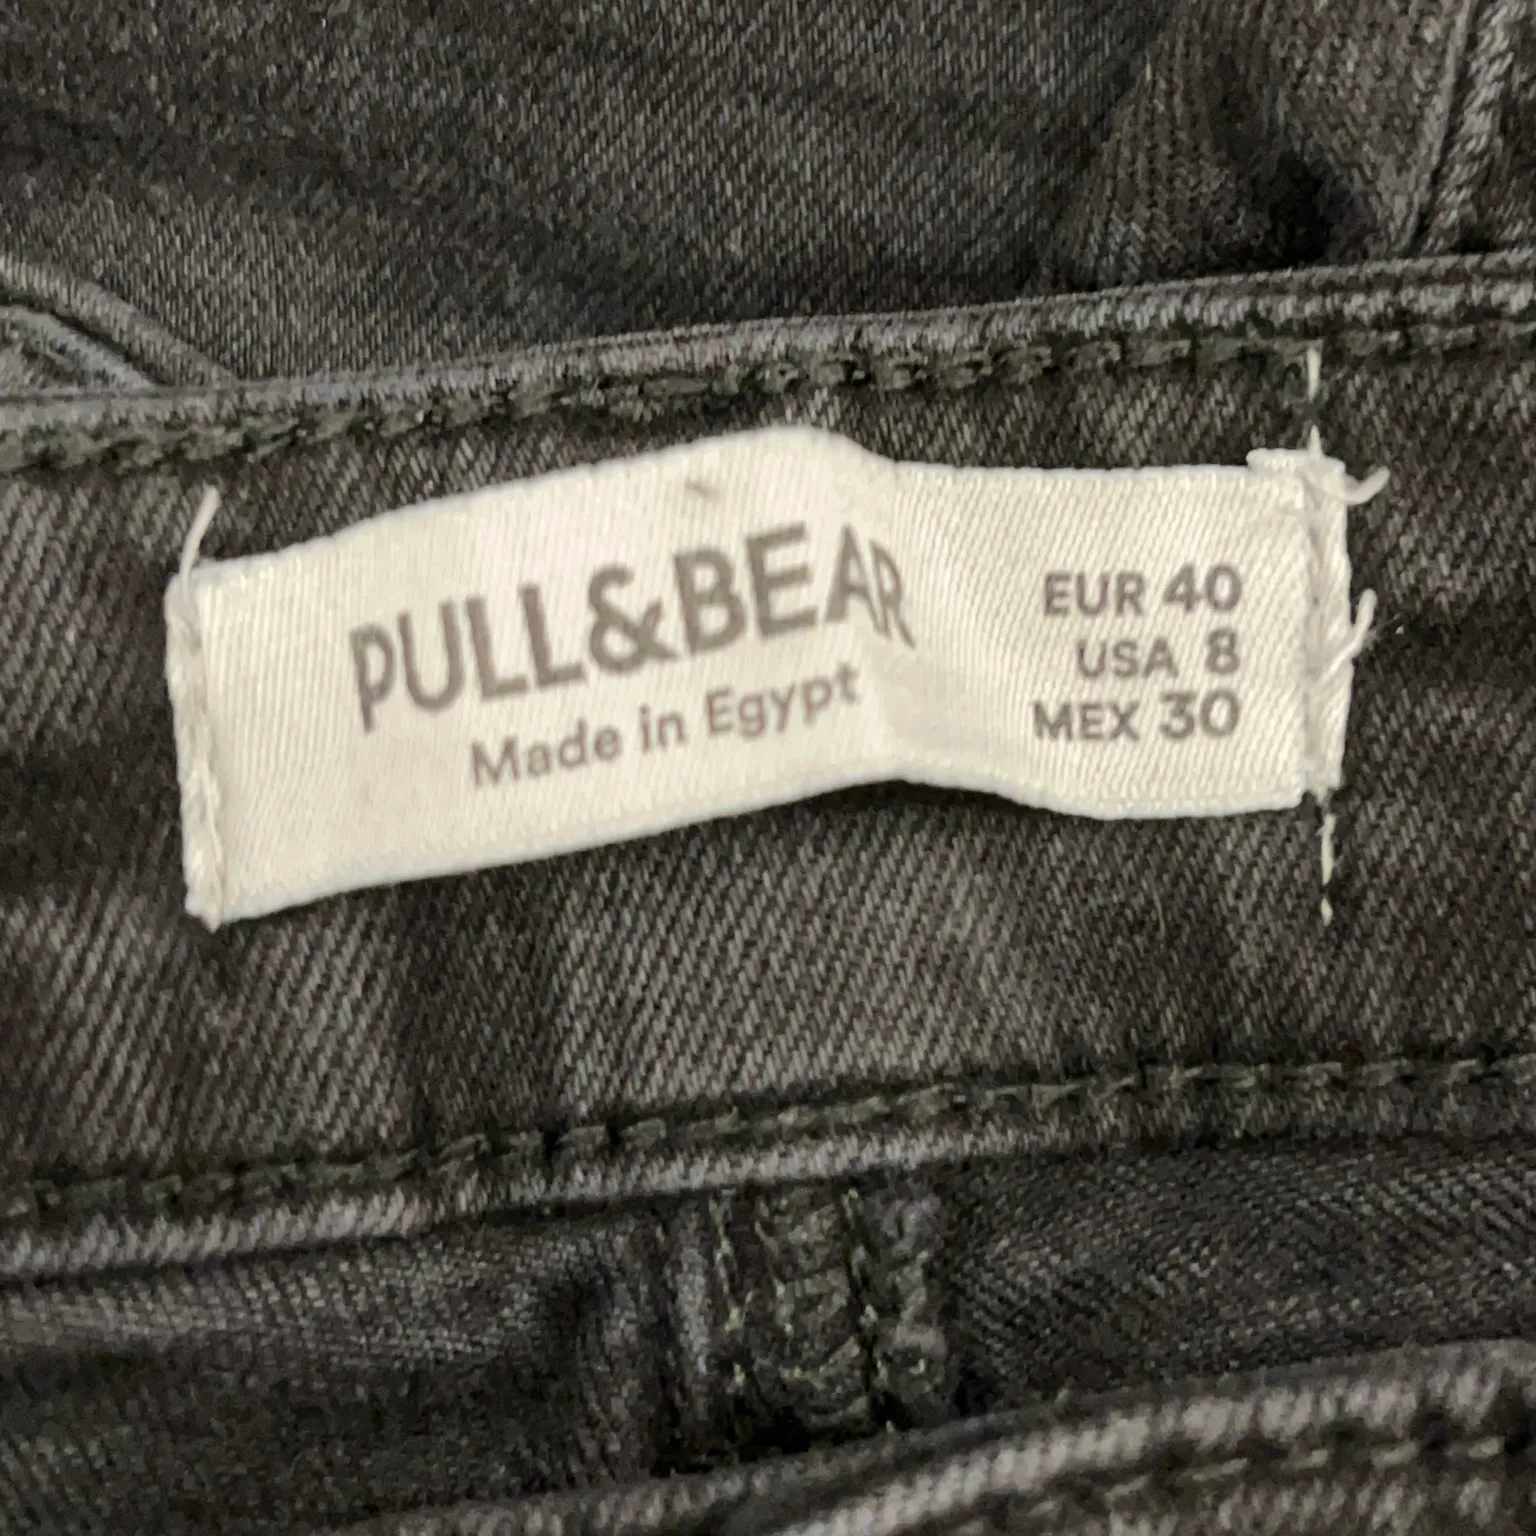 PULL&BEAR
Made in Egypt
EUR 40
USA 8
MEX 30